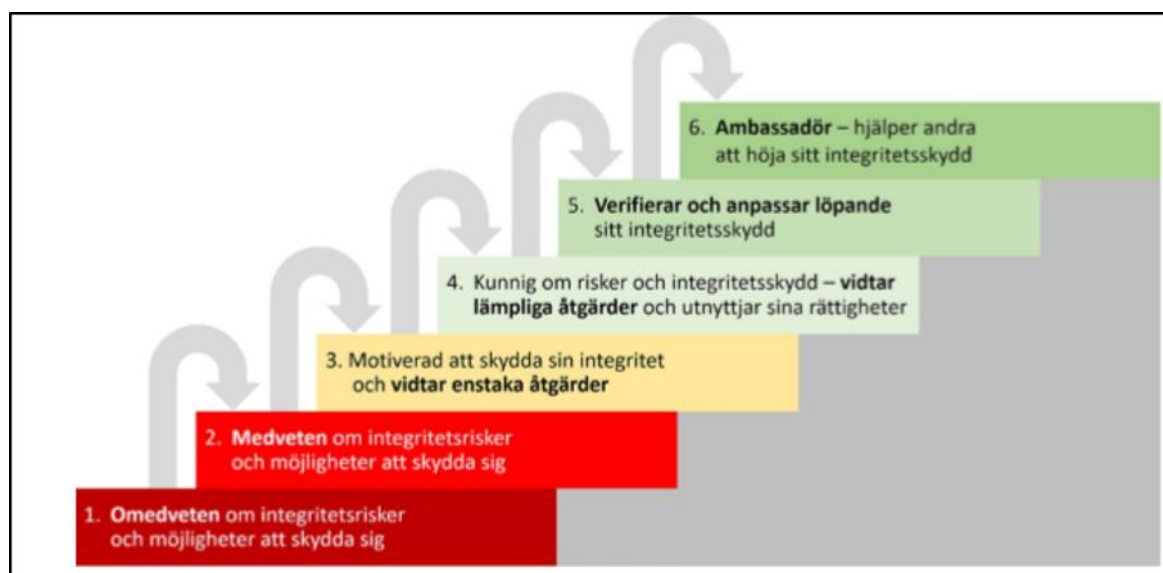 6. Ambassadör – hjälper andra
att höja sitt integritetsskydd
5. Verifierar och anpassar löpande
sitt integritetsskydd
4. Kunnig om risker och integritetsskydd – vidtar
lämpliga åtgärder och utnyttjar sina rättigheter
3. Motiverad att skydda sin integritet
och vidtar enstaka åtgärder
2. Medveten om integritetsrisker
och möjligheter att skydda sig
1. Omedveten om integritetsrisker
och möjligheter att skydda sig